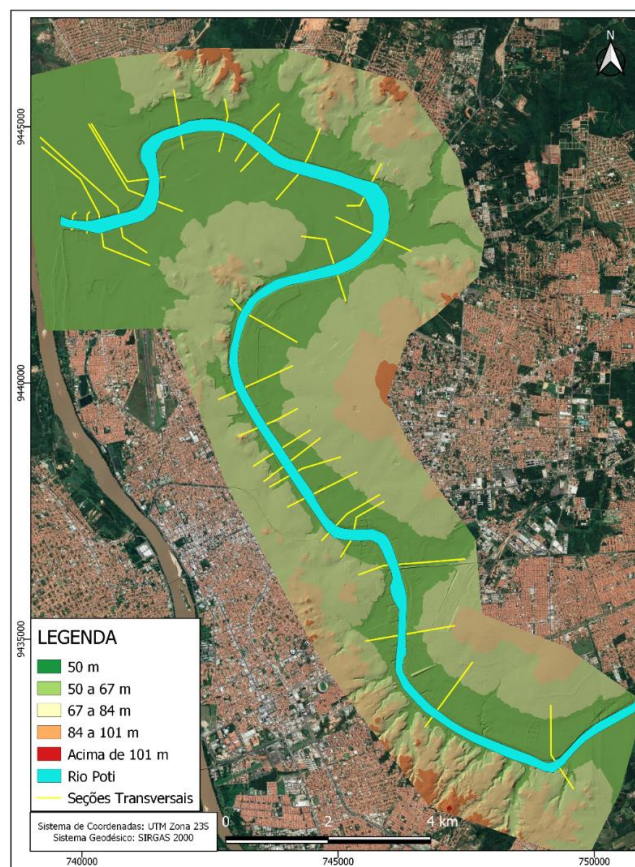 N
9445000
9440000
9435000
LEGENDA
50 m
50 a 67 m
67 a 84 m
84 a 101 m
Acima de 101 m
Rio Poti
Seções Transversais
Sistema de Coordenadas: UTM Zona 23S
Sistema Geodésico: SIRGAS 2000
0 2 4 km
740000 745000 750000